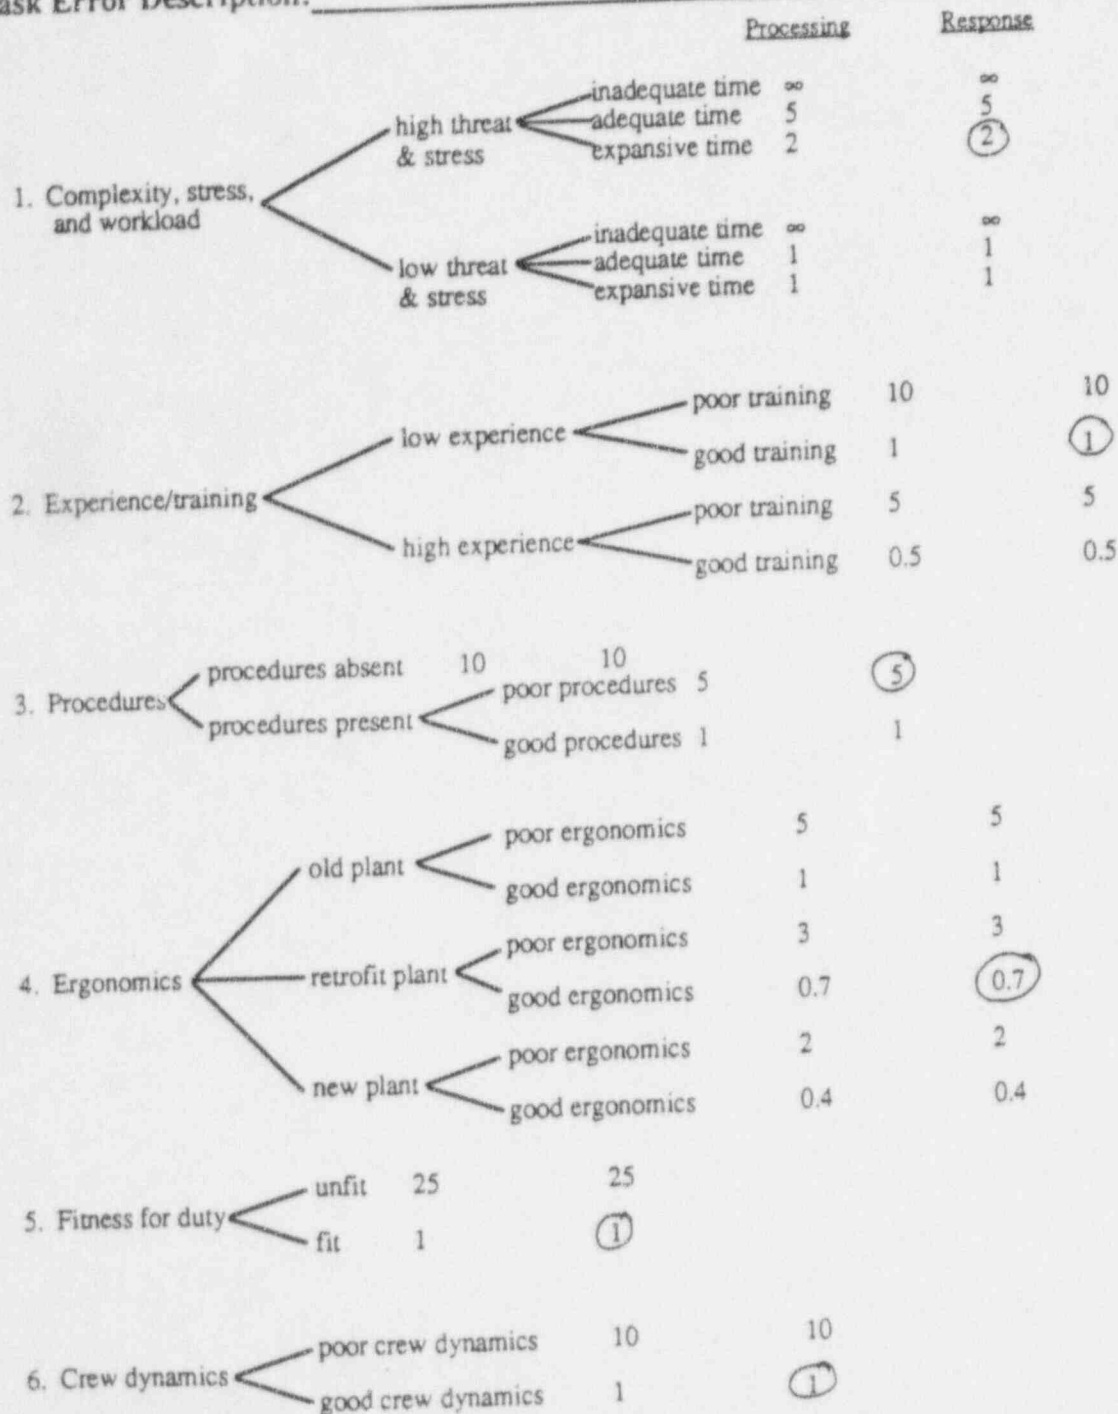 ask Error Description:
Processing Response
inadequate time ∞ ∞
high threat adequate time 5 5
& stress expansive time 2 2
1. Complexity, stress,
and workload
inadequate time ∞ ∞
low threat adequate time 1 1
& stress expansive time 1 1
poor training 10 10
low experience
good training 1 1
2. Experience/training
poor training 5 5
high experience
good training 0.5 0.5
procedures absent 10 10
3. Procedures poor procedures 5 5
procedures present
good procedures 1 1
poor ergonomics 5 5
old plant
good ergonomics 1 1
poor ergonomics 3 3
4. Ergonomics retrofit plant
good ergonomics 0.7 0.7
poor ergonomics 2 2
new plant
good ergonomics 0.4 0.4
unfit 25 25
5. Fitness for duty
fit 1 1
poor crew dynamics 10 10
6. Crew dynamics
good crew dynamics 1 1